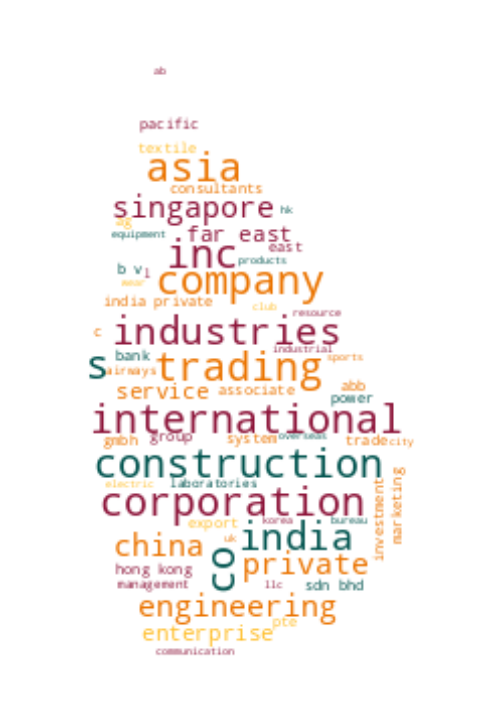 ab
pacific
textile
asia
consultants
singapore
hk
ag
equipment
far east
inc
east
products
b v
l
company
wear
india private
club
resource
c
industries
industrial
s
bank
trading
sports
airways
service
associate
abb
power
international
gmbh
group
system
overseas
trade
city
construction
electric
laboratories
marketing
investment
corporation
export
korea
bureau
china
uk
india
co
private
hong kong
management
llc
sdn bhd
engineering
enterprise
pte
communication